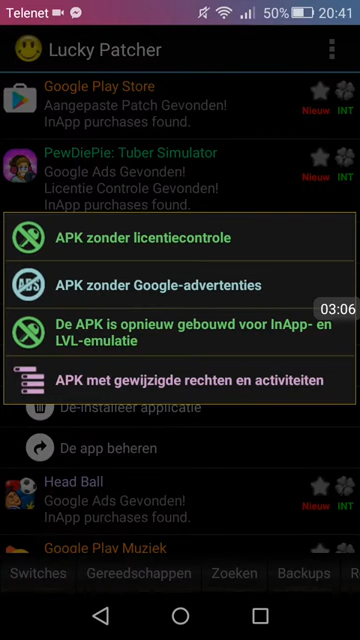 Telenet 50% 20:41
Lucky Patcher
Google Play Store
Aangepaste Patch Gevonden!
InApp purchases found.
Nieuw INT
PewDiePie: Tuber Simulator
Google Ads Gevonden!
Licentie Controle Gevonden!
InApp purchases found.
Nieuw INT
APK zonder licentiecontrole
ADS
APK zonder Google-advertenties
03:06
De APK is opnieuw gebouwd voor InApp- en
LVL-emulatie
APK met gewijzigde rechten en activiteiten
De-installeer applicatie
De app beheren
Head Ball
Google Ads Gevonden!
InApp purchases found.
Nieuw INT
Google Play Muziek
Switches Gereedschappen Zoeken Backups R